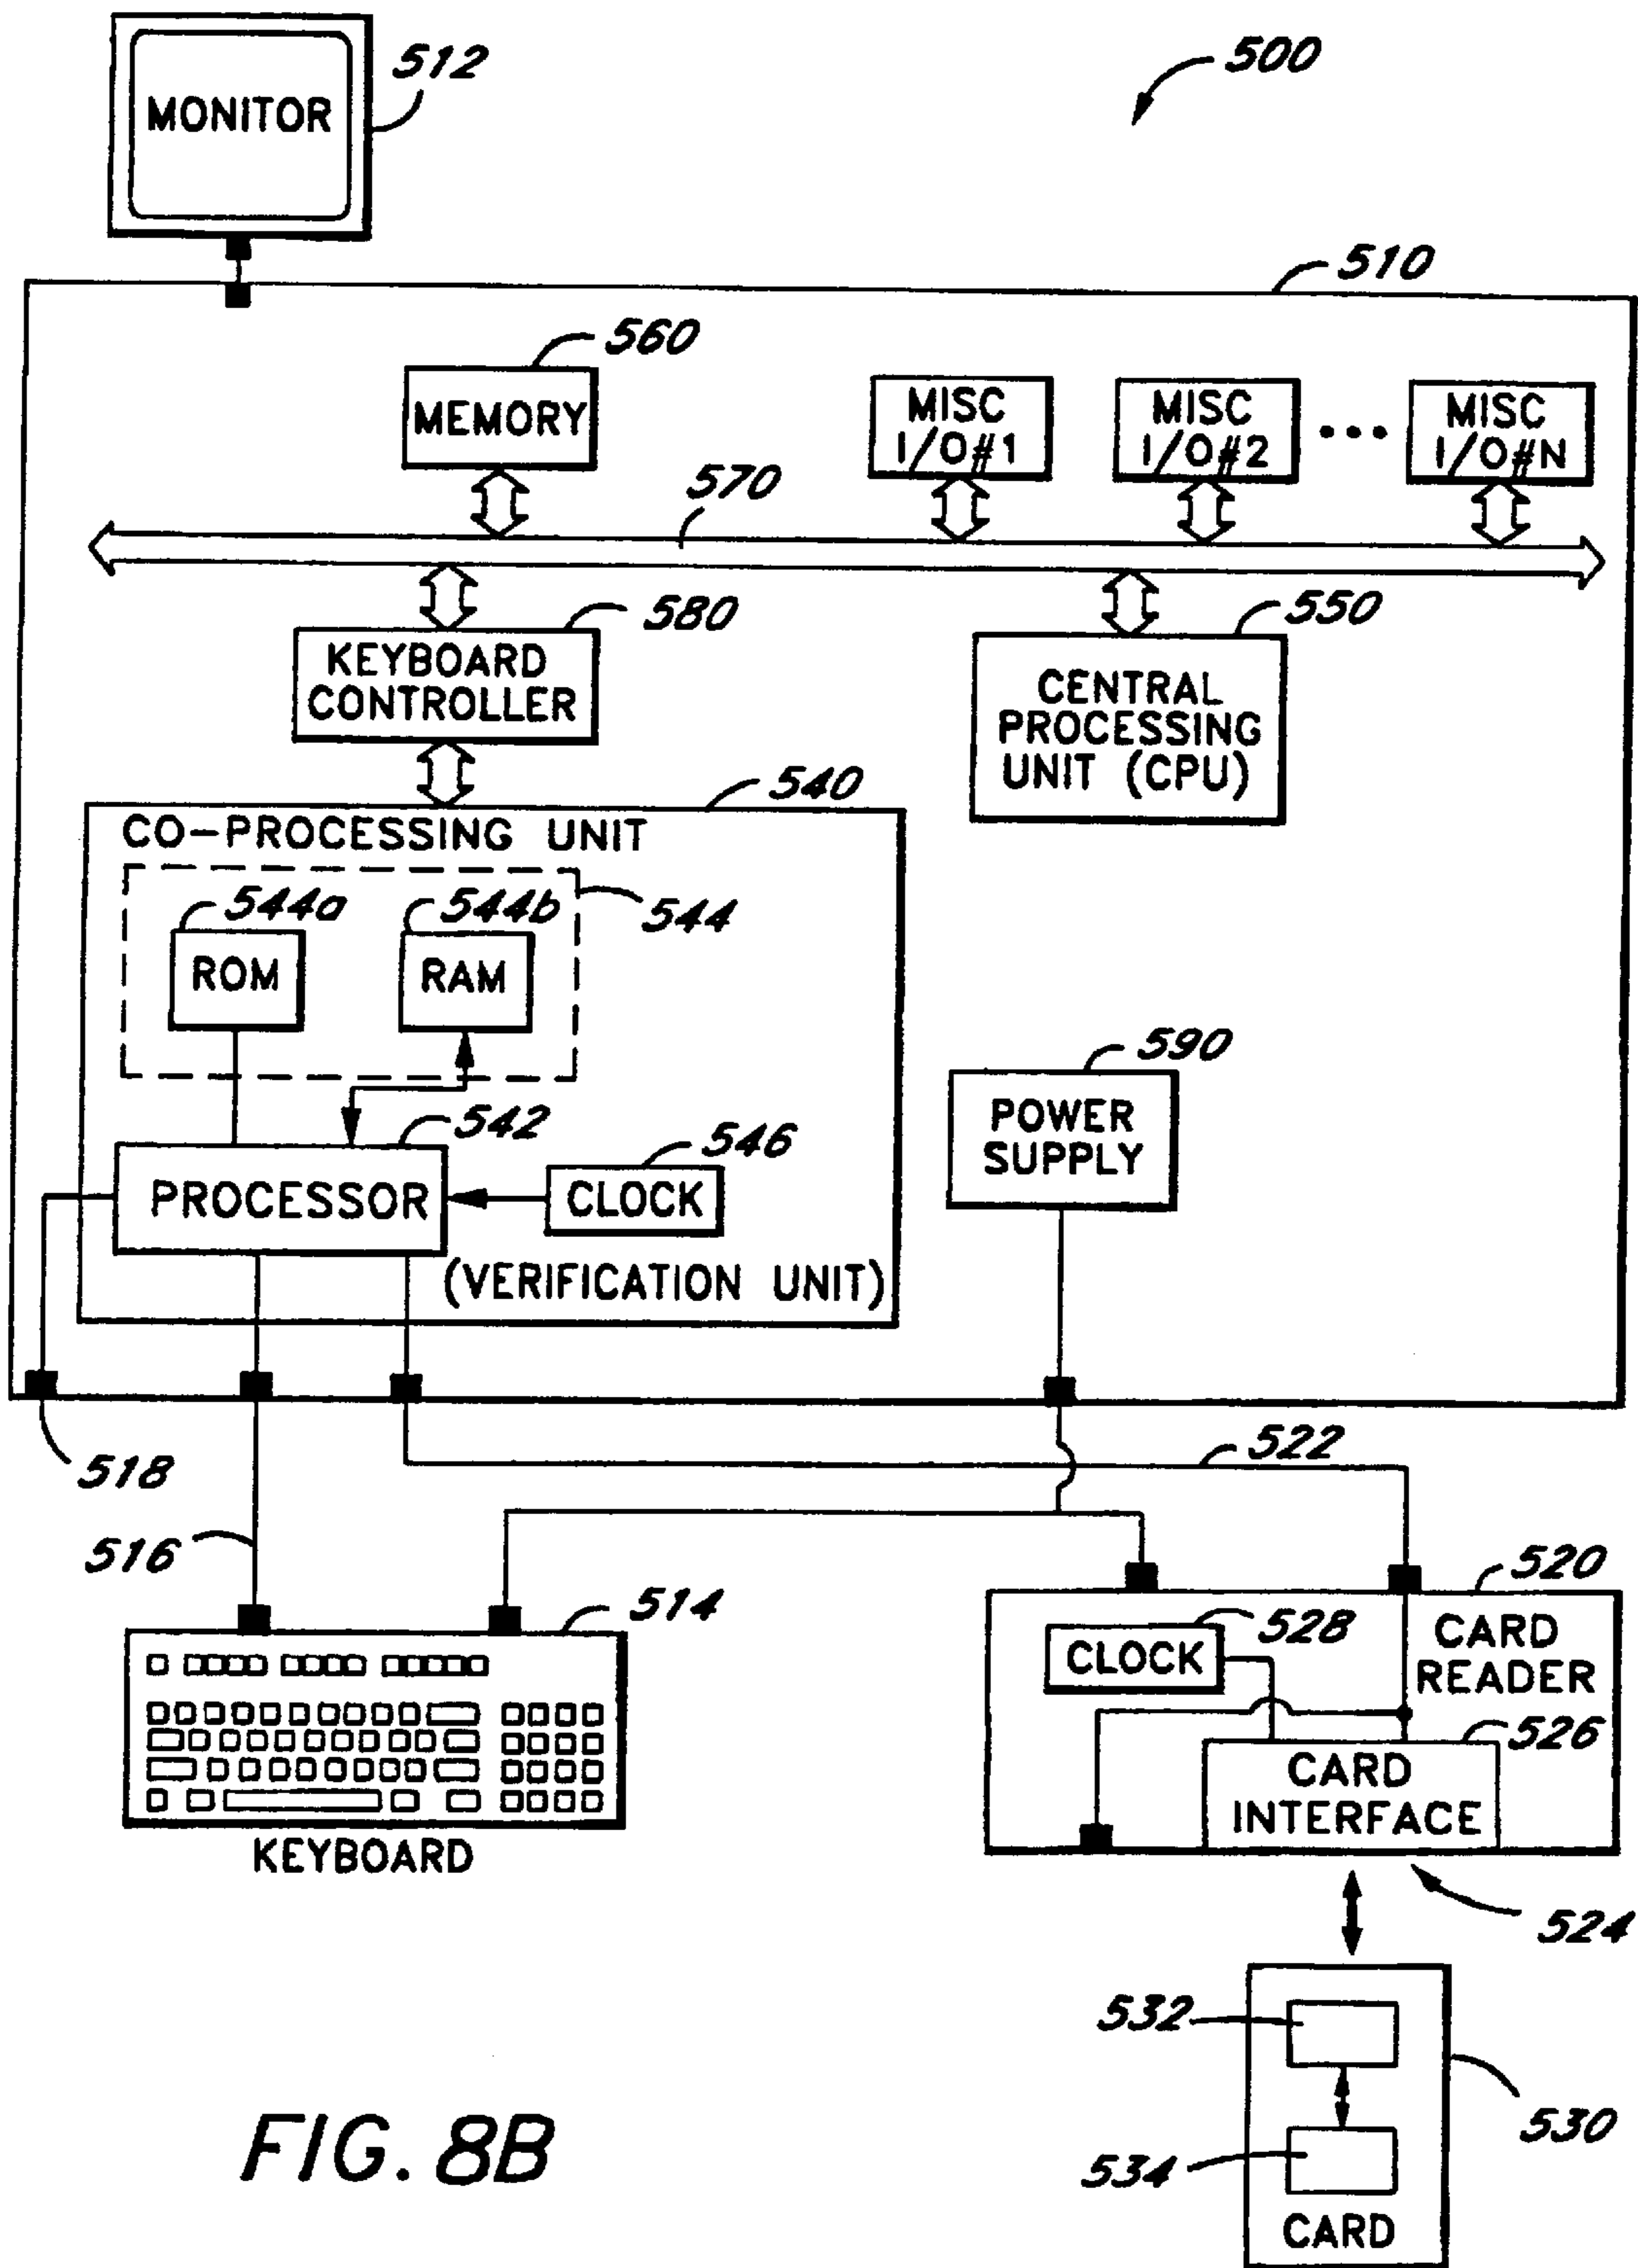 512
500
MONITOR
510
560
MEMORY
MISC
I/O#1
MISC
I/O#2
MISC
I/O#N
570
580
KEYBOARD
CONTROLLER
550
CENTRAL
PROCESSING
UNIT (CPU)
540
CO-PROCESSING UNIT
544a
544b
544
ROM
RAM
590
POWER
SUPPLY
542
546
PROCESSOR
CLOCK
(VERIFICATION UNIT)
518
522
516
520
514
528
CLOCK
CARD
READER
526
CARD
INTERFACE
KEYBOARD
524
532
530
534
CARD
FIG. 8B